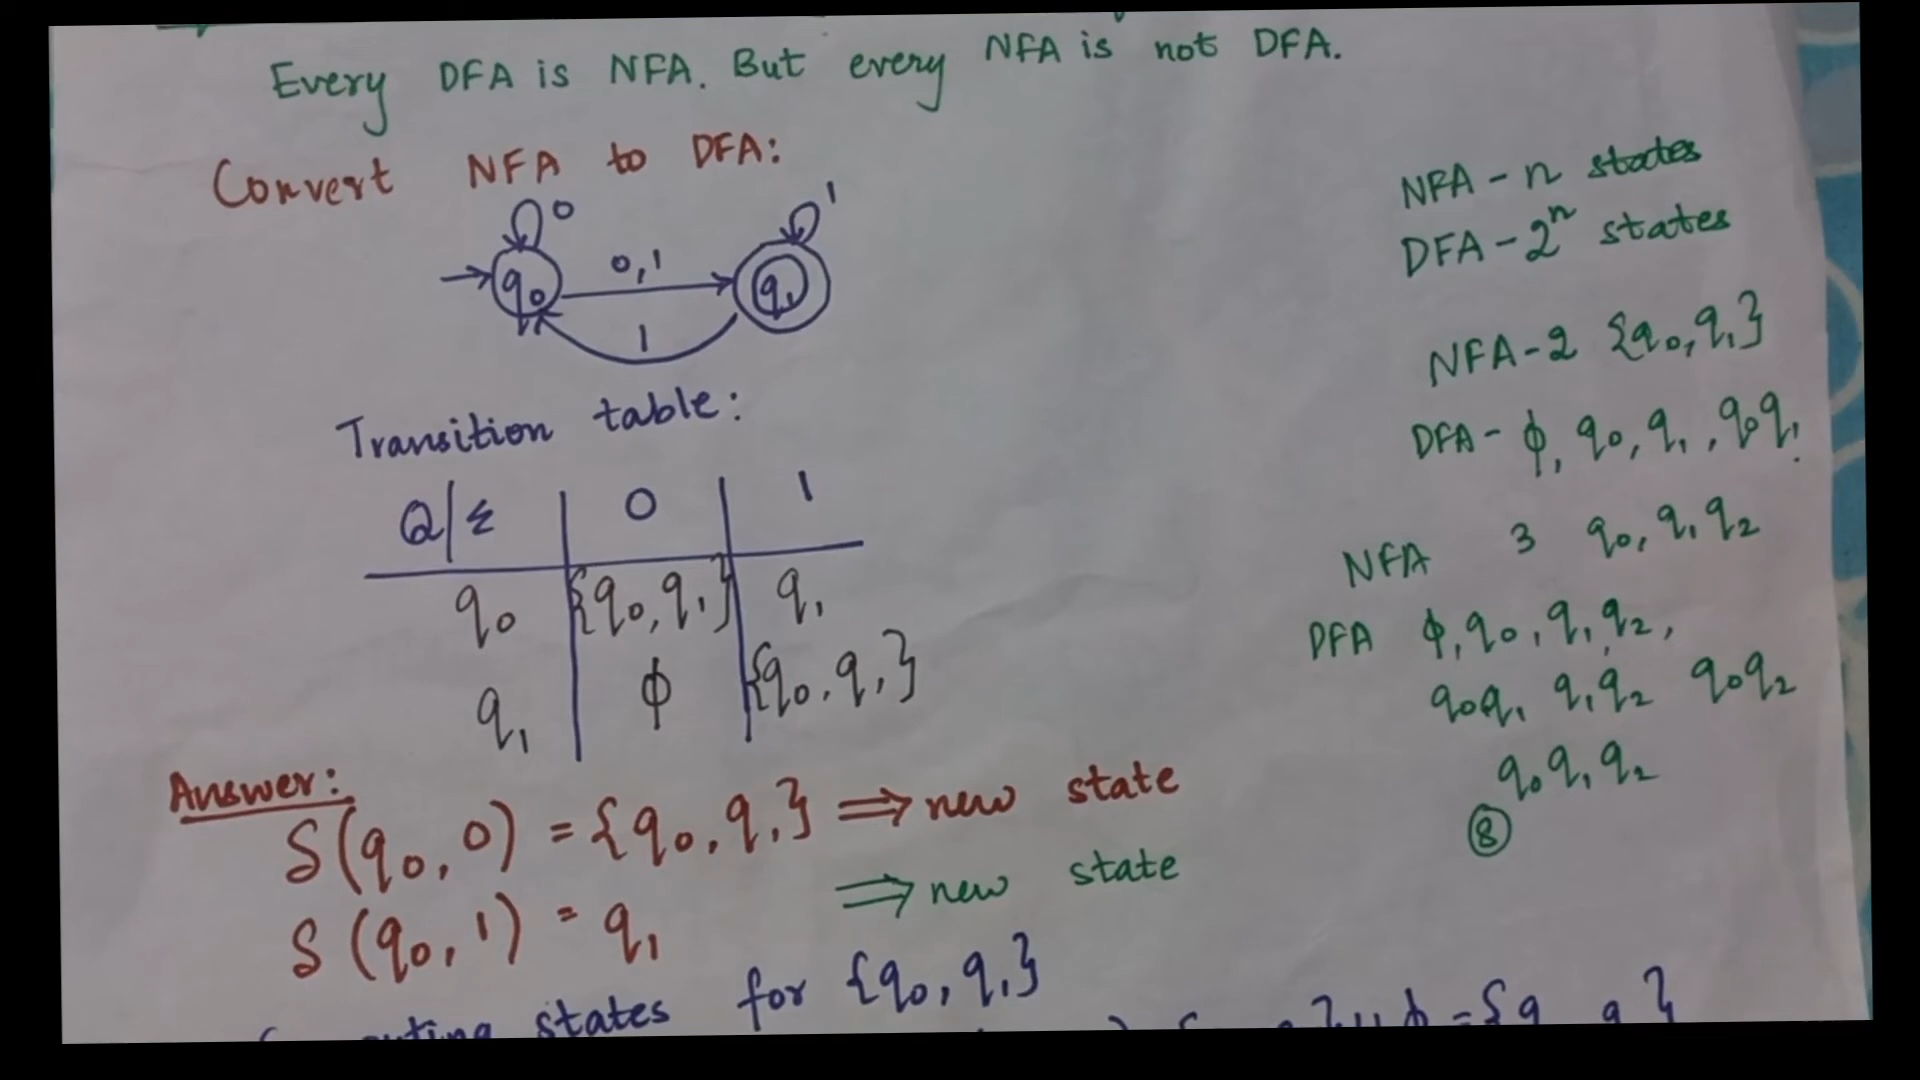 Every DFA is NFA. But every NFA is not DFA.
Convert NFA to DFA:
0 1
q0 0,1 q1
1
Transition table:
Q/Σ 0 1
q0 {q0,q1} q1
q1 ϕ {q0,q1}
Answer:
δ(q0,0) = {q0,q1} ⇒ new state
δ(q0,1) = q1 ⇒ new state
states for {q0,q1}
NFA - n states
DFA - 2ⁿ states
NFA-2 {q0,q1}
DFA - ϕ, q0, q1, q0q1.
NFA 3 q0, q1 q2
DFA ϕ, q0, q1, q2,
q0q1 q1q2 q0q2
q0q1q2
8